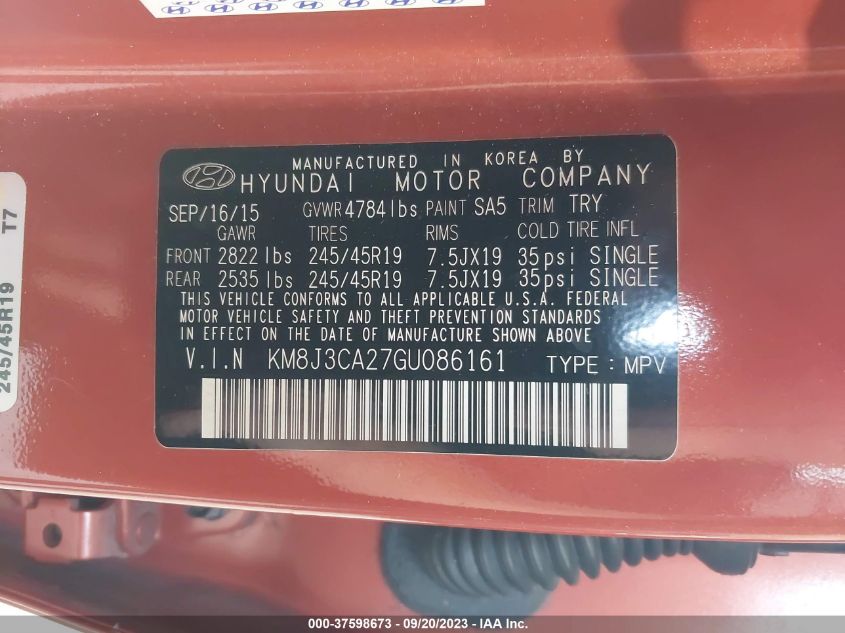 MANUFACTURED IN KOREA BY
HYUNDAI MOTOR COMPANY
SEP/16/15 GVWR 4784lbs PAINT SA5 TRIM TRY
GAWR TIRES RIMS COLD TIRE INFL
FRONT 2822 lbs 245/45R19 7.5JX19 35psi SINGLE
REAR 2535 lbs 245/45R19 7.5JX19 35psi SINGLE
THIS VEHICLE CONFORMS TO ALL APPLICABLE U.S.A. FEDERAL
MOTOR VEHICLE SAFETY AND THEFT PREVENTION STANDARDS
IN EFFECT ON THE DATE OF MANUFACTURE SHOWN ABOVE
V.I.N KM8J3CA27GU086161 TYPE : MPV
245/45R19 T7
000-37598673 - 09/20/2023 - IAA Inc.